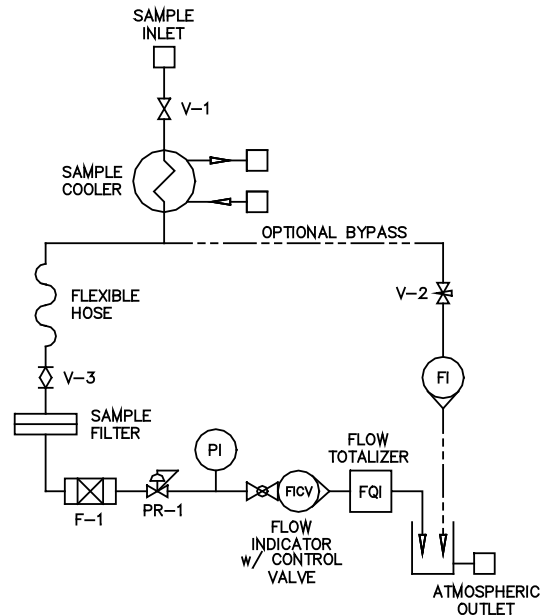 SAMPLE
INLET
V-1
SAMPLE
COOLER
OPTIONAL BYPASS
FLEXIBLE
HOSE
V-2
V-3
FI
SAMPLE
FILTER
PI
FLOW
TOTALIZER
FICV
FQI
F-1
PR-1
FLOW
INDICATOR
W/ CONTROL
VALVE
ATMOSPHERIC
OUTLET